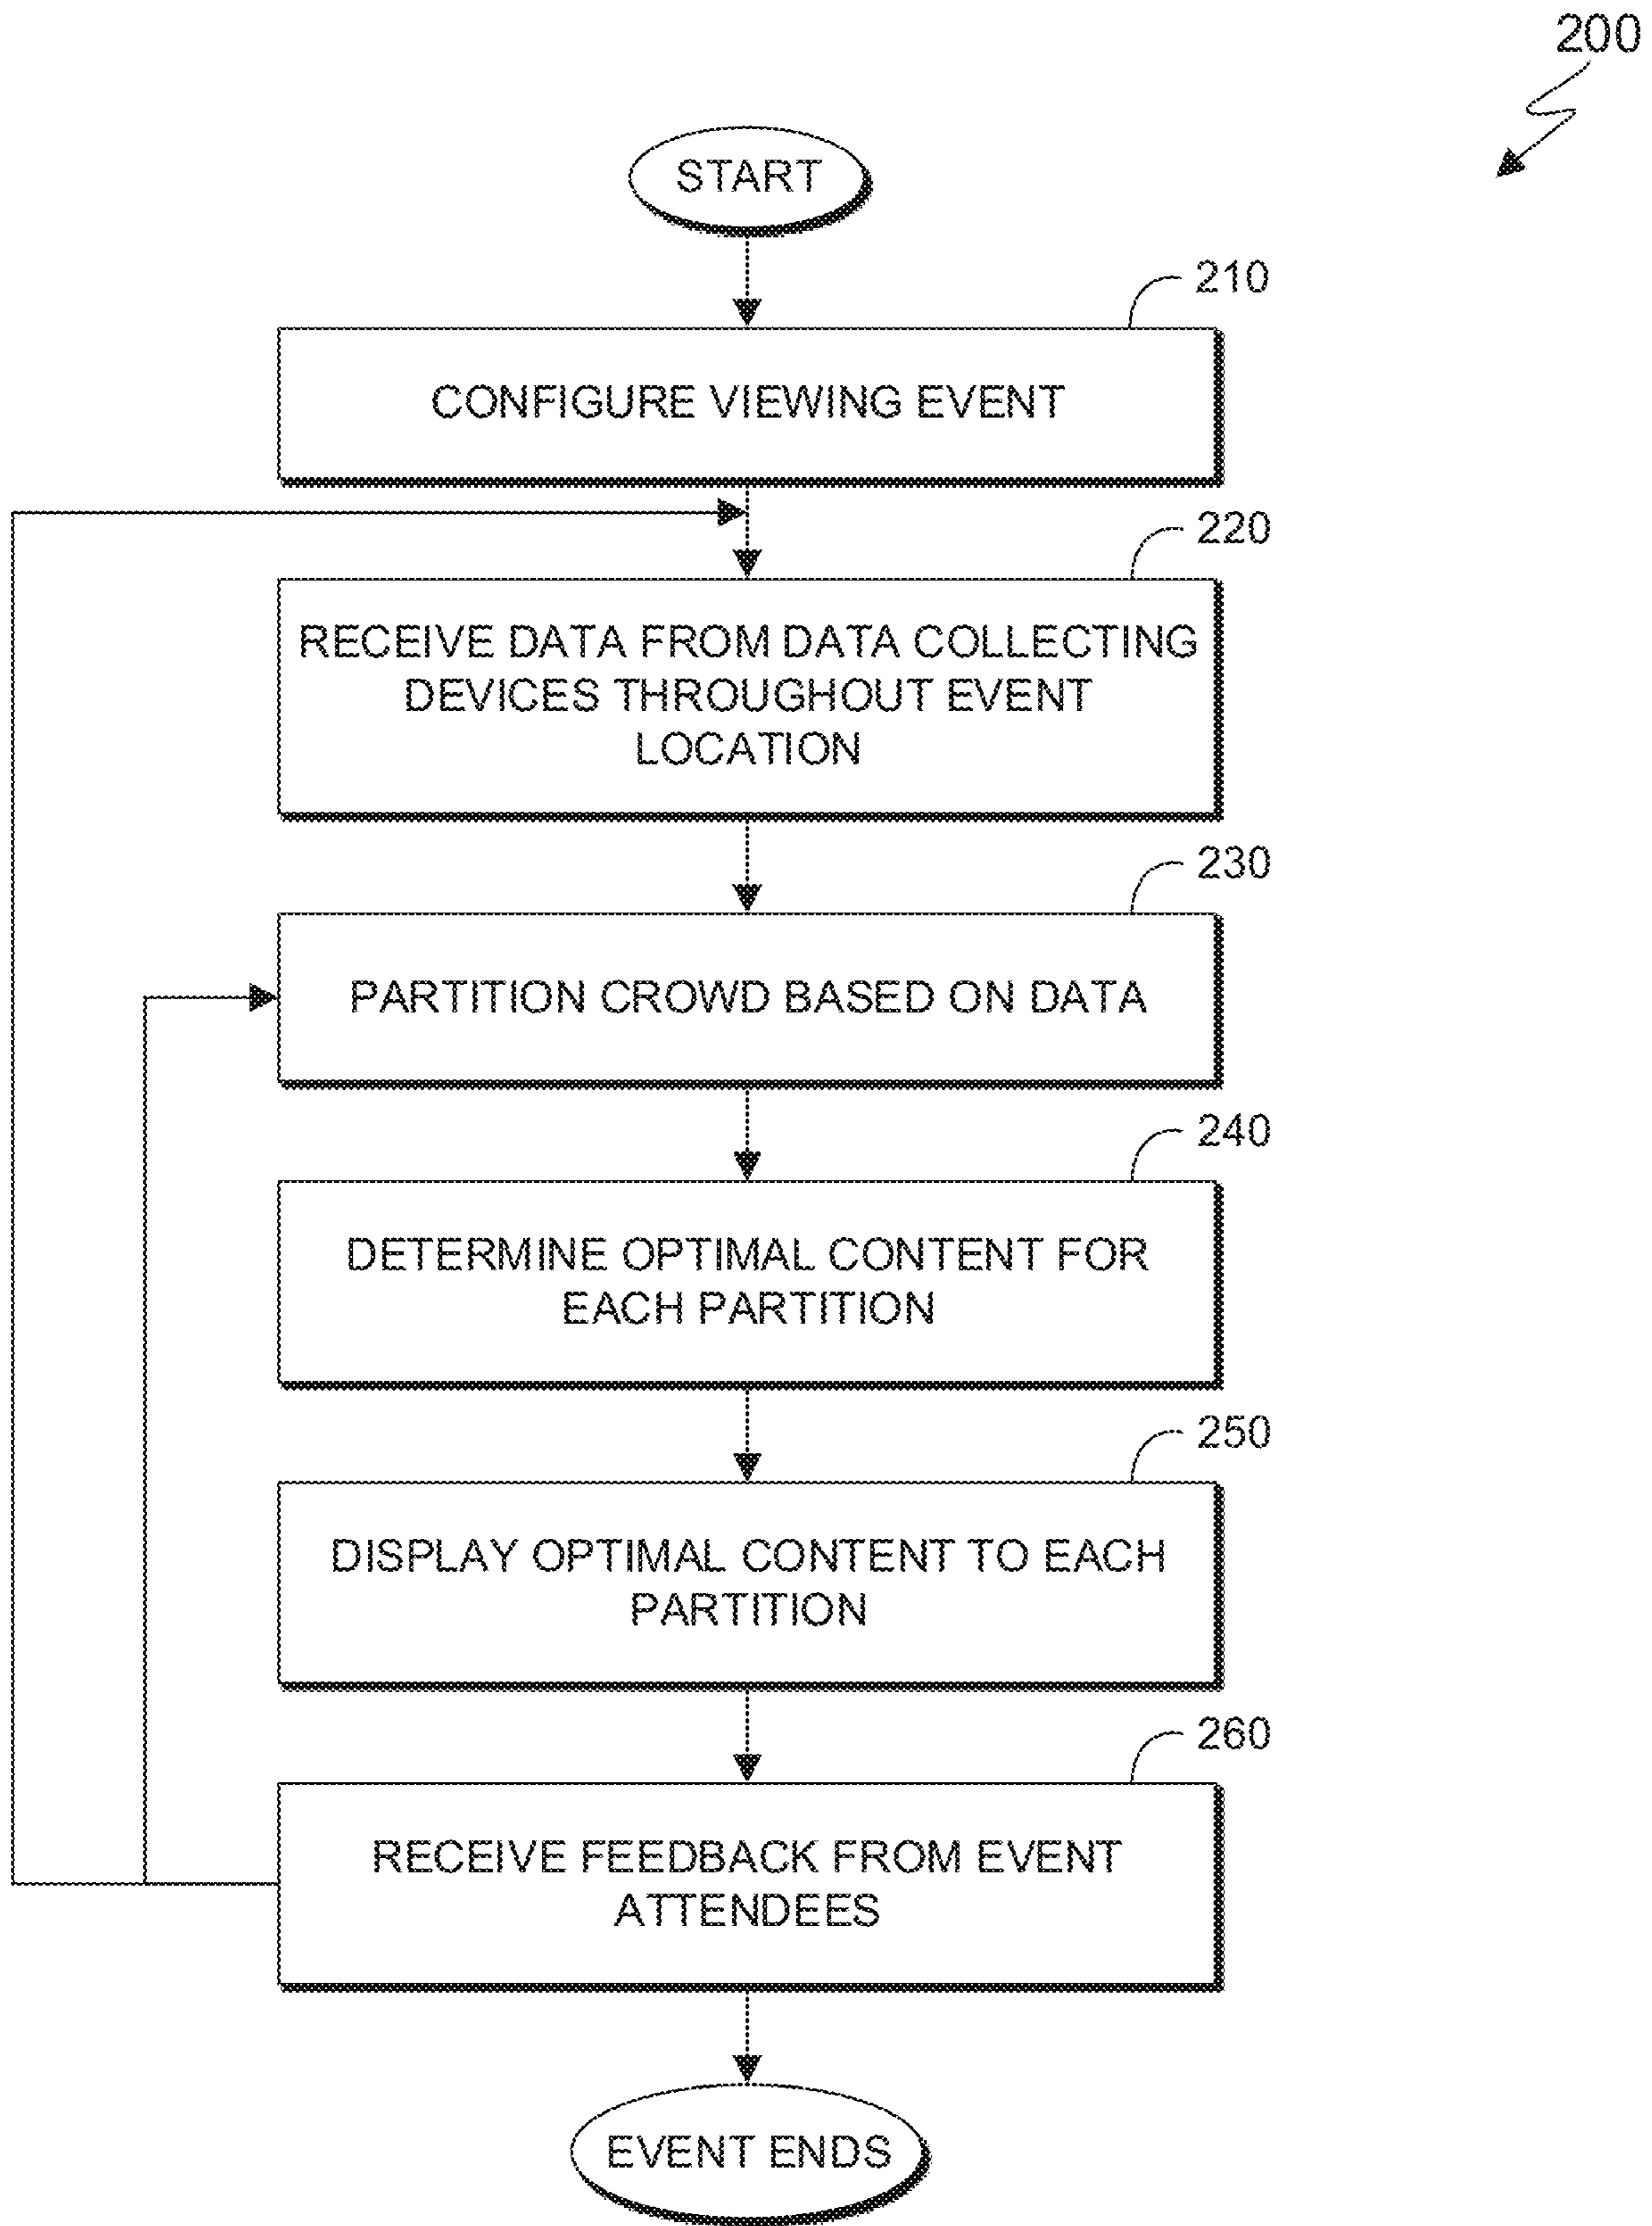 200
START
210
CONFIGURE VIEWING EVENT
220
RECEIVE DATA FROM DATA COLLECTING
DEVICES THROUGHOUT EVENT
LOCATION
230
PARTITION CROWD BASED ON DATA
240
DETERMINE OPTIMAL CONTENT FOR
EACH PARTITION
250
DISPLAY OPTIMAL CONTENT TO EACH
PARTITION
260
RECEIVE FEEDBACK FROM EVENT
ATTENDEES
EVENT ENDS